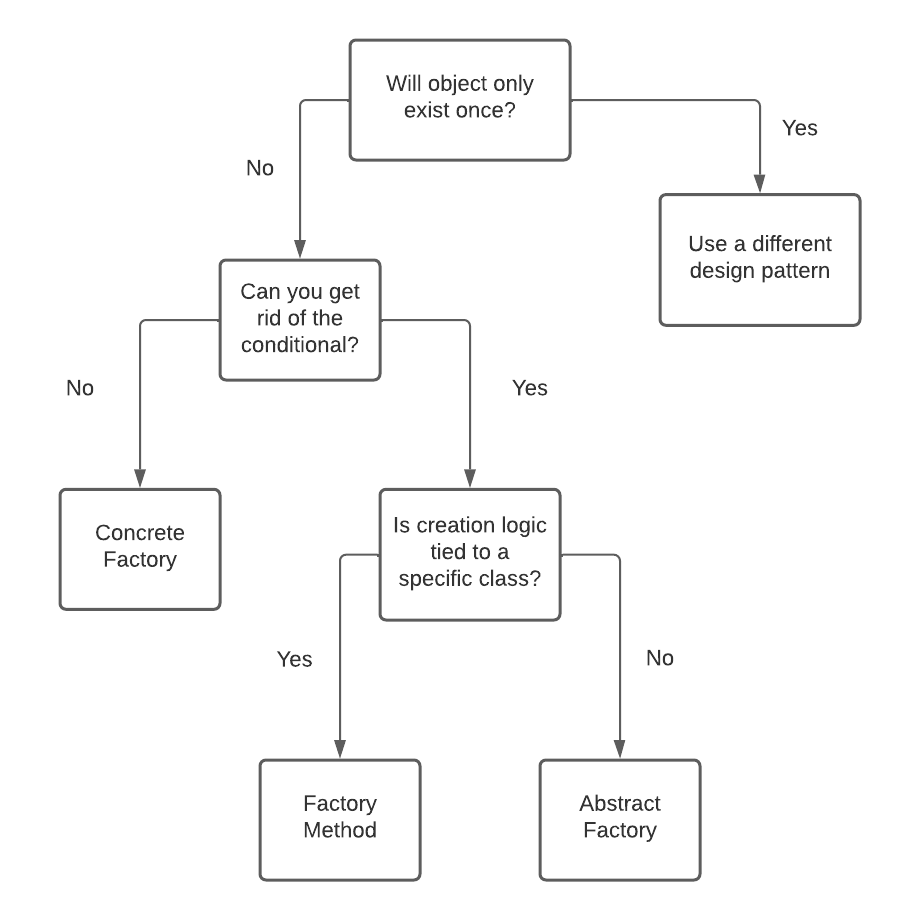 Will object only
exist once?
Yes
No
Use a different
design pattern
Can you get
rid of the
conditional?
No
Yes
Concrete
Factory
Is creation logic
tied to a
specific class?
Yes
No
Factory
Method
Abstract
Factory